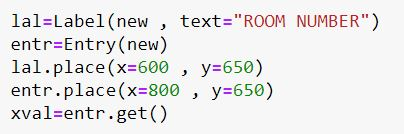 lal=Label(new , text="ROOM NUMBER")
entr=Entry(new)
lal.place(x=600 , y=650)
entr.place(x=800 , y=650)
xval=entr.get()